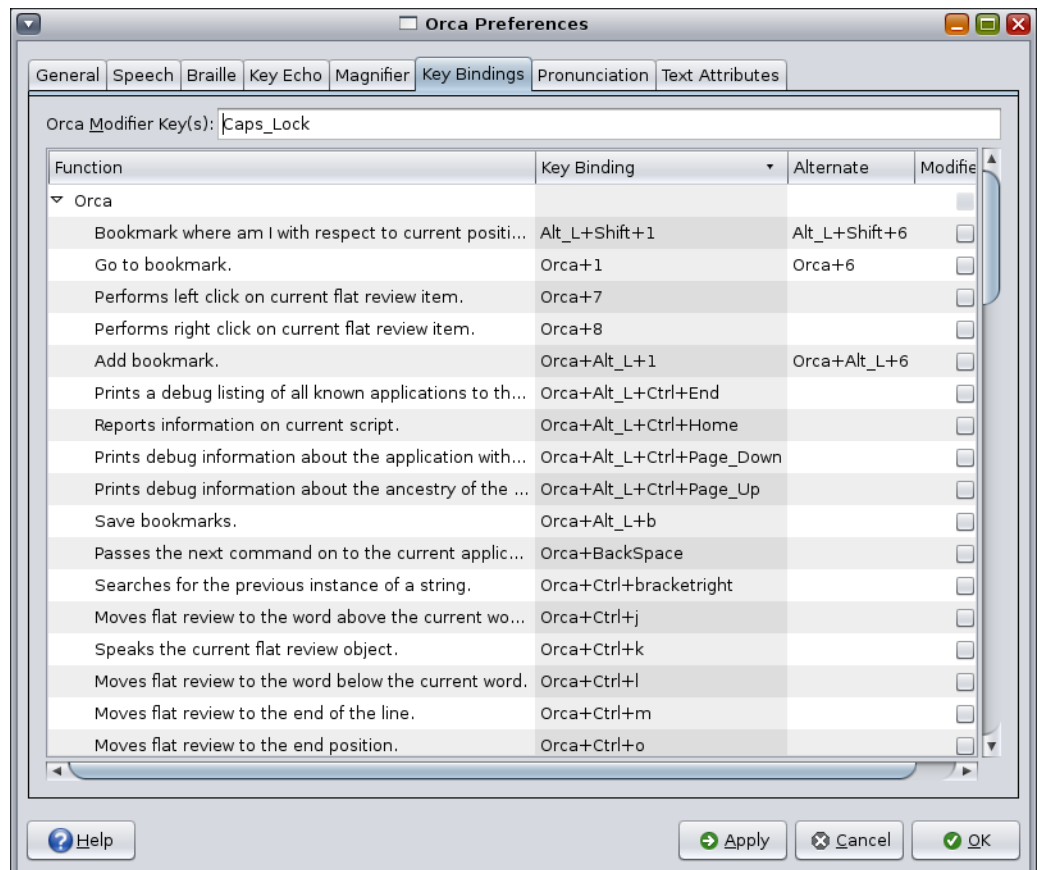 Orca Preferences
General Speech Braille Key Echo Magnifier Key Bindings Pronunciation Text Attributes
Orca Modifier Key(s): Caps_Lock
Function Key Binding Alternate Modifie
Orca
Bookmark where am I with respect to current positi... Alt_L+Shift+1 Alt_L+Shift+6
Go to bookmark. Orca+1 Orca+6
Performs left click on current flat review item. Orca+7
Performs right click on current flat review item. Orca+8
Add bookmark. Orca+Alt_L+1 Orca+Alt_L+6
Prints a debug listing of all known applications to th... Orca+Alt_L+Ctrl+End
Reports information on current script. Orca+Alt_L+Ctrl+Home
Prints debug information about the application with... Orca+Alt_L+Ctrl+Page_Down
Prints debug information about the ancestry of the ... Orca+Alt_L+Ctrl+Page_Up
Save bookmarks. Orca+Alt_L+b
Passes the next command on to the current applic... Orca+BackSpace
Searches for the previous instance of a string. Orca+Ctrl+bracketright
Moves flat review to the word above the current wo... Orca+Ctrl+j
Speaks the current flat review object. Orca+Ctrl+k
Moves flat review to the word below the current word. Orca+Ctrl+l
Moves flat review to the end of the line. Orca+Ctrl+m
Moves flat review to the end position. Orca+Ctrl+o
Help Apply Cancel OK